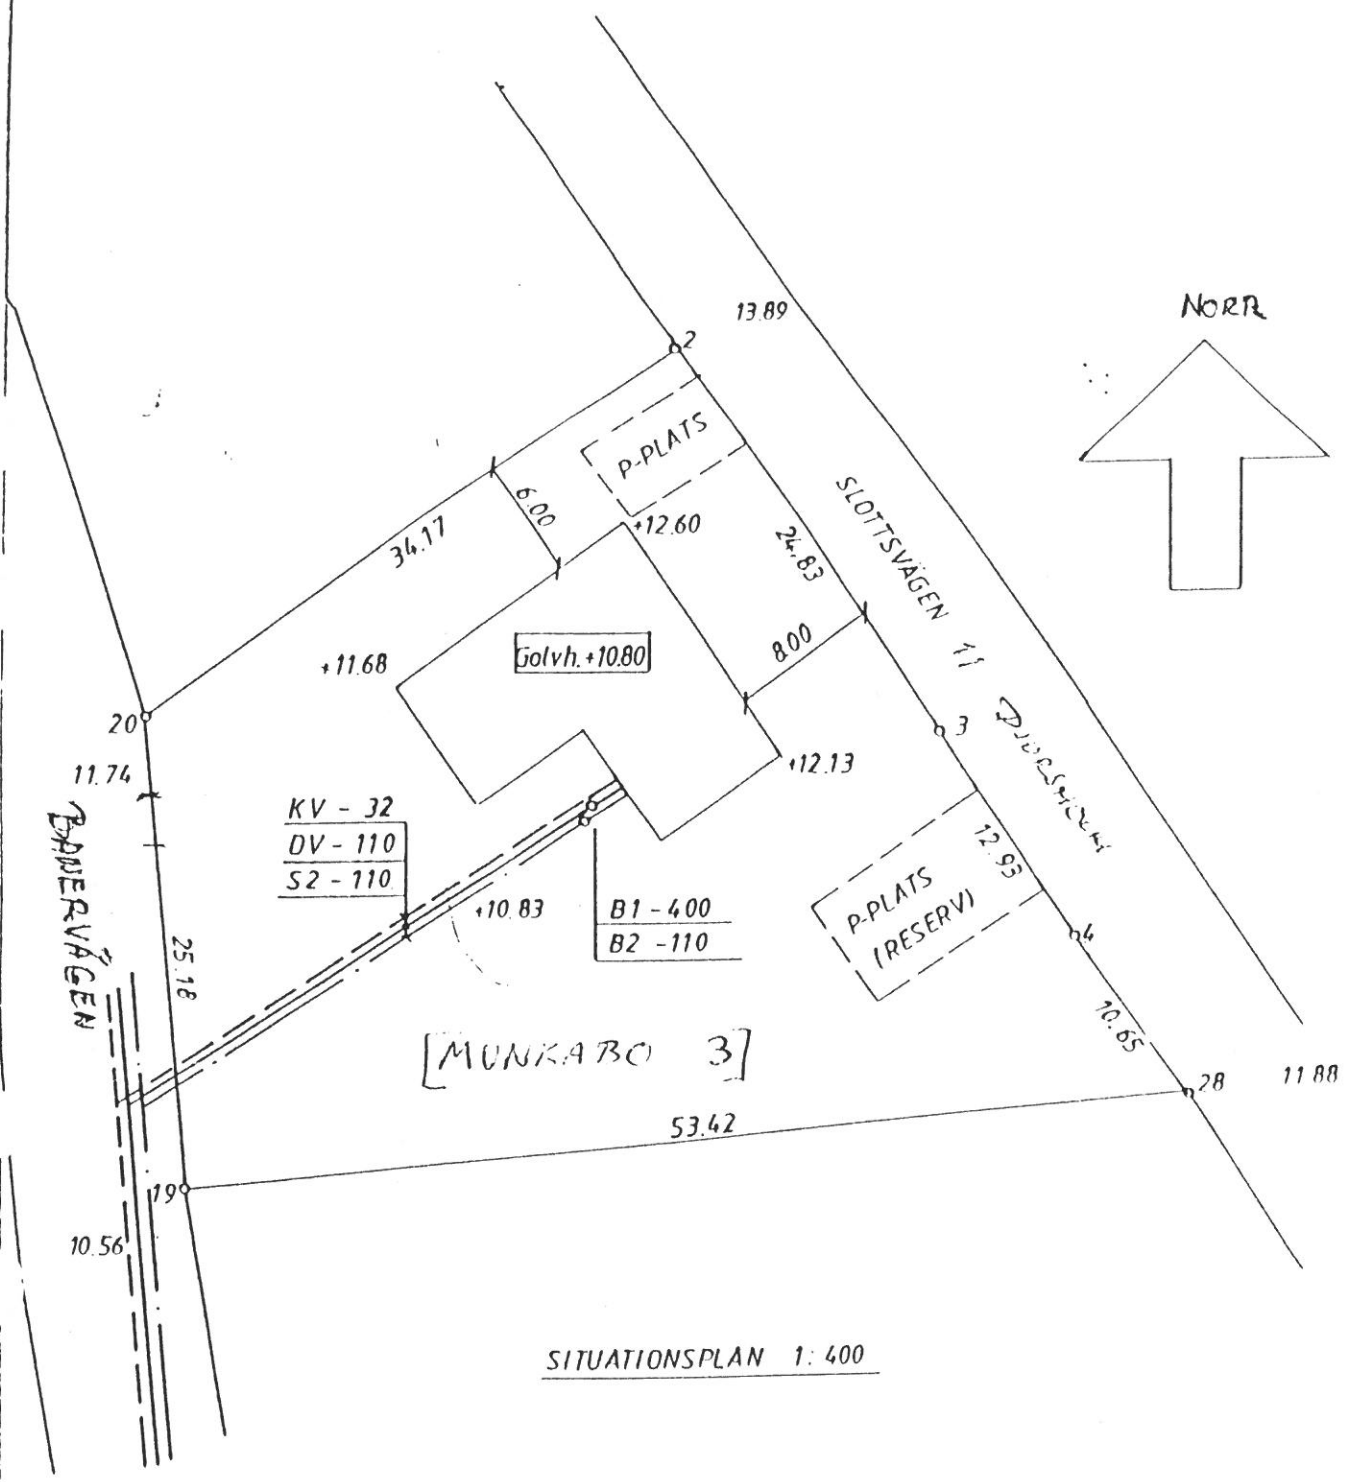 NORR
13.89
2
P-PLATS
6.00
+12.60
34.17
24.83
SLOTTSVÄGEN 11
DJURSHOLM
Golvh. +10.80
8.00
+11.68
20
3
11.74
+12.13
BANERVÄGEN
KV - 32
DV - 110
S2 - 110
12.93
P-PLATS
(RESERV)
+10.83
B1 - 400
B2 - 110
4
25.18
10.65
[MUNKABO 3]
28
11.88
53.42
19
10.56
SITUATIONSPLAN 1:400